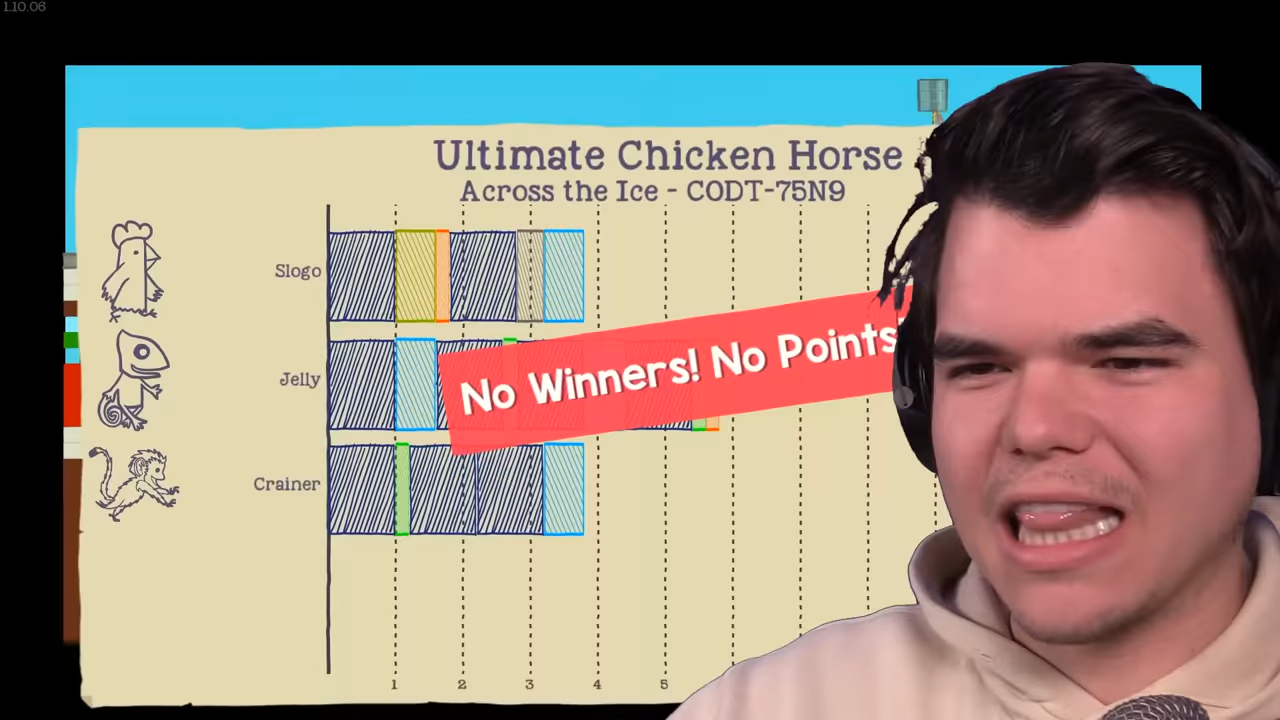 1.10.06
Ultimate Chicken Horse
Across the Ice - CODT-75N9
Slogo
Jelly
No Winners! No Points
Crainer
1 2 3 4 5